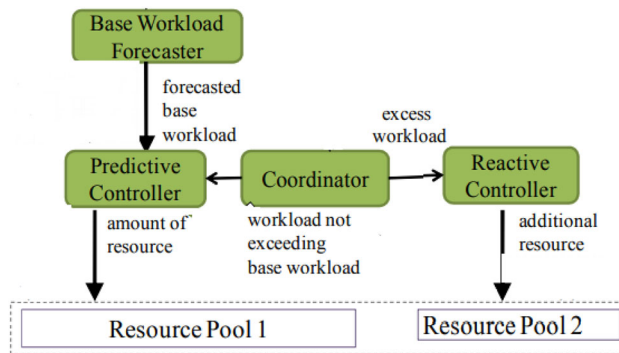 Base Workload
Forecaster
forecasted
base
workload
excess
workload
Predictive
Controller
Coordinator
Reactive
Controller
amount of
resource
workload not
exceeding
base workload
additional
resource
Resource Pool 1
Resource Pool 2